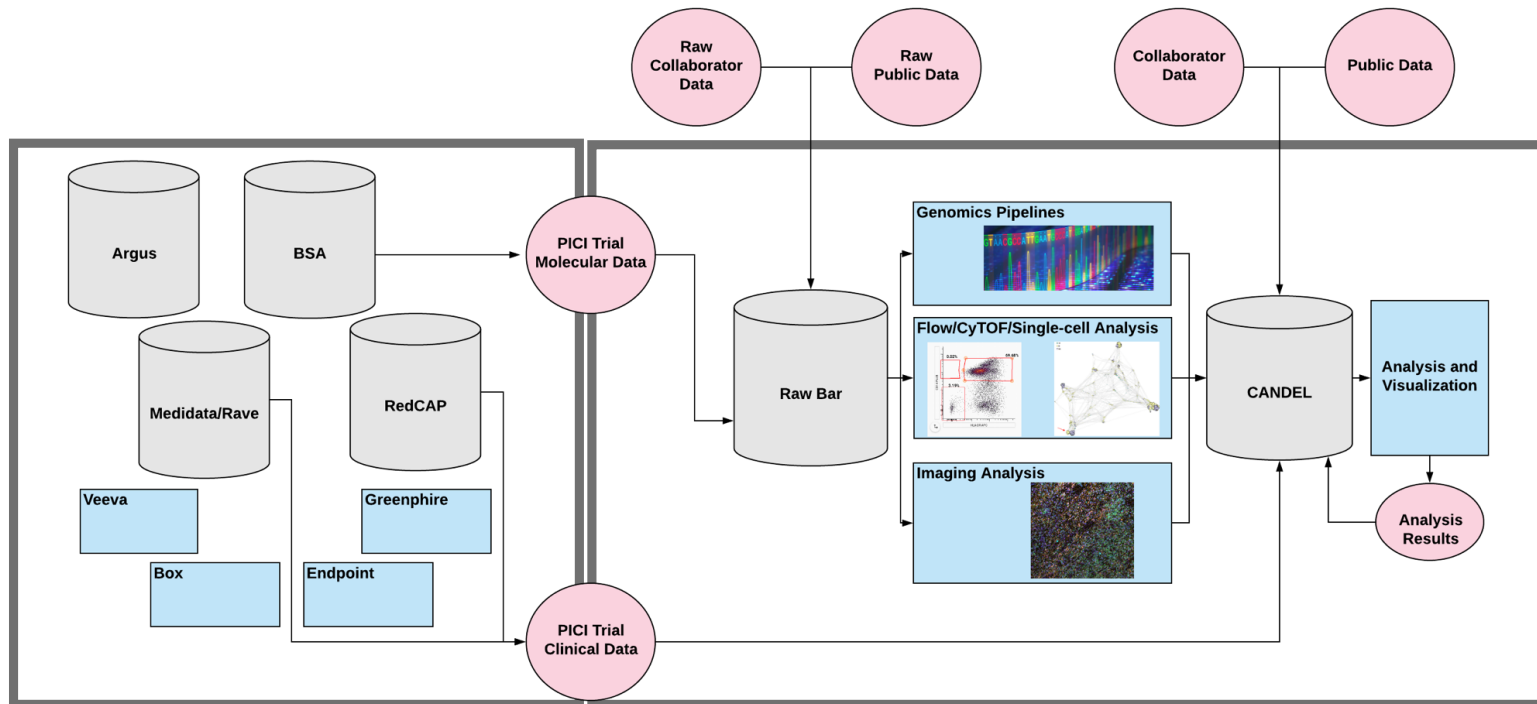 Raw
Collaborator
Data
Raw
Public Data
Collaborator
Data
Public Data
Argus
BSA
PICI Trial
Molecular Data
Medidata/Rave
RedCAP
Veeva
Greenphire
Box
Endpoint
PICI Trial
Clinical Data
Raw Bar
Genomics Pipelines
Flow/CyTOF/Single-cell Analysis
Imaging Analysis
CANDEL
Analysis and
Visualization
Analysis
Results